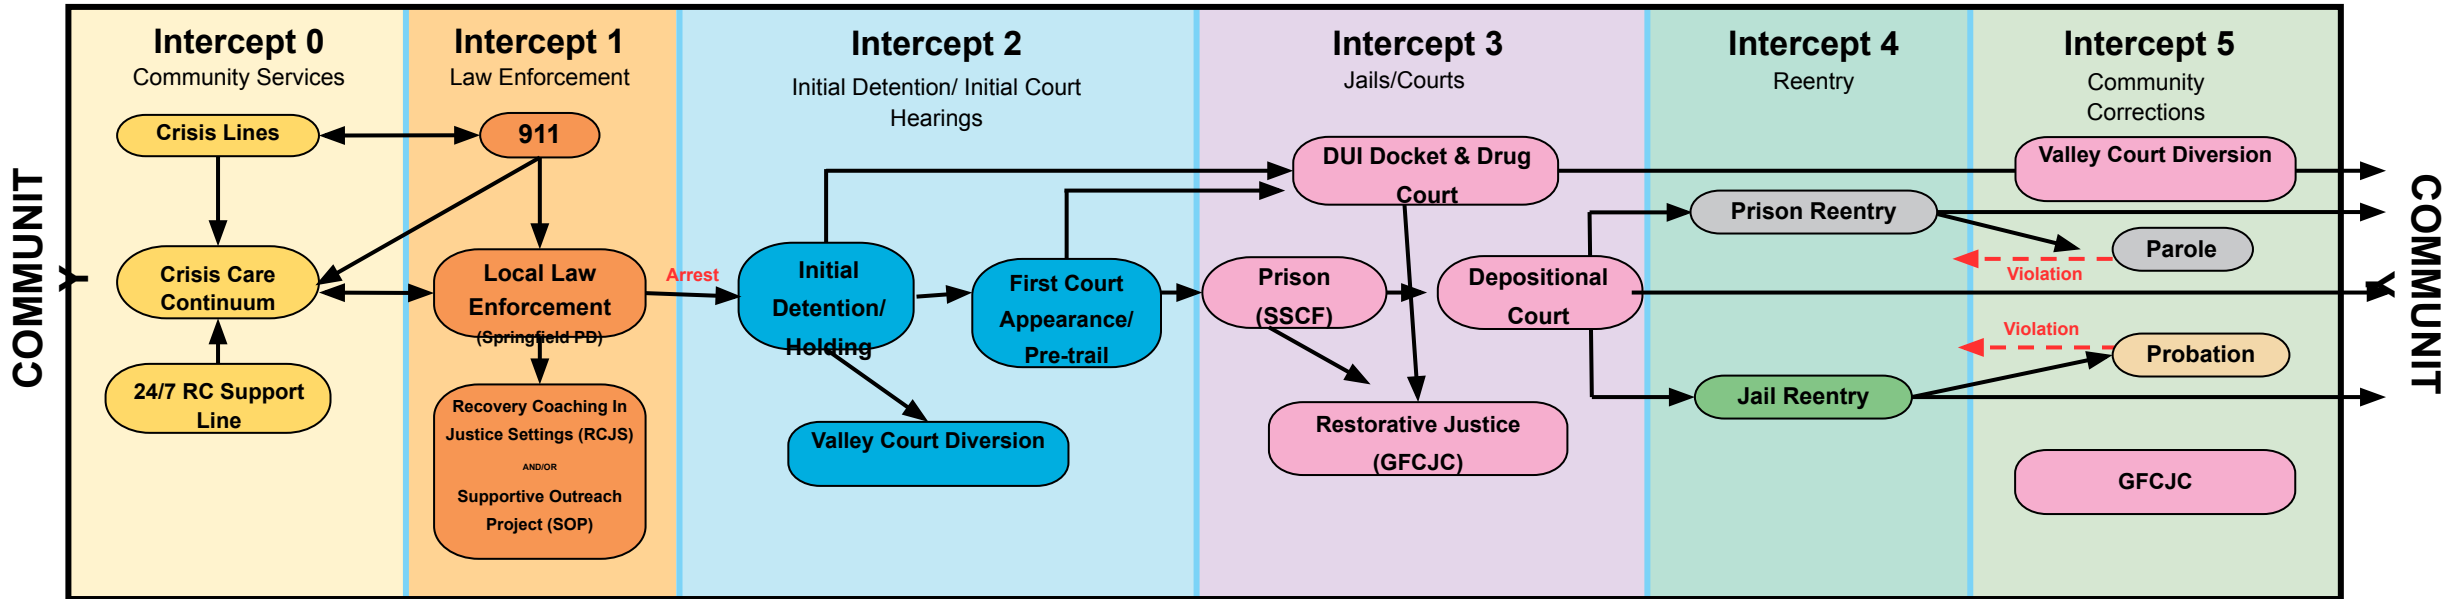 COMMUNIT
Y
Intercept 0
Community Services
Crisis Lines
Crisis Care
Continuum
24/7 RC Support
Line
Intercept 1
Law Enforcement
911
Local Law
Enforcement
(Springfield PD)
Recovery Coaching In
Justice Settings (RCJS)
AND/OR
Supportive Outreach
Project (SOP)
Arrest
Intercept 2
Initial Detention/ Initial Court
Hearings
Initial
Detention/
Holding
First Court
Appearance/
Pre-trail
Valley Court Diversion
Intercept 3
Jails/Courts
DUI Docket & Drug
Court
Prison
(SSCF)
Depositional
Court
Restorative Justice
(GFCJC)
Intercept 4
Reentry
Prison Reentry
Jail Reentry
Intercept 5
Community
Corrections
Valley Court Diversion
Parole
Violation
Violation
Probation
GFCJC
COMMUNIT
Y